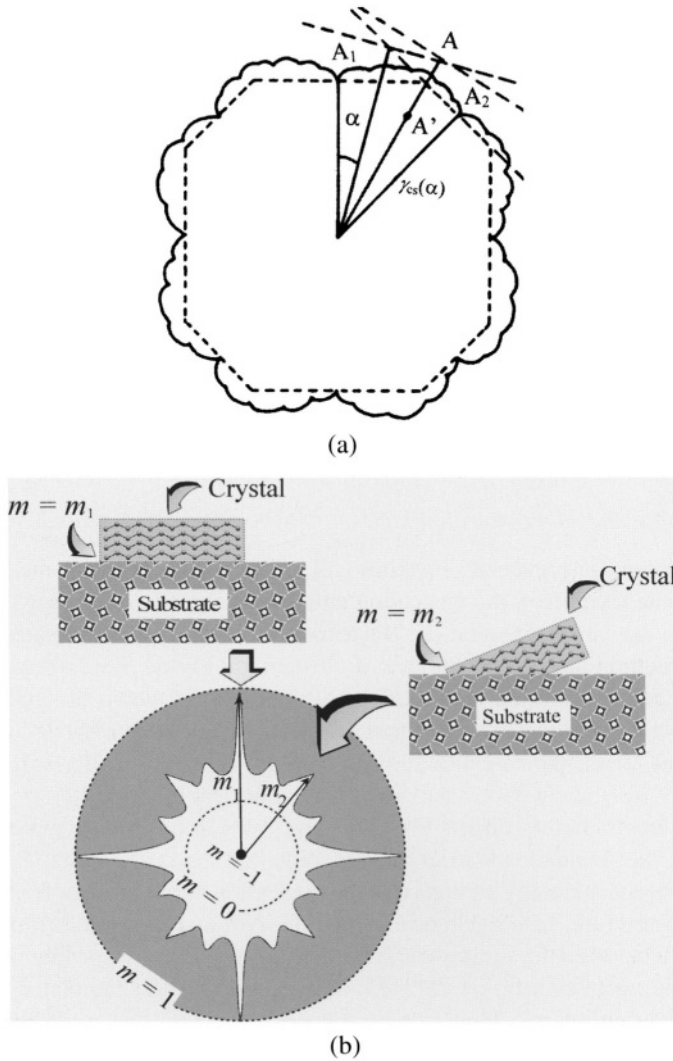 A₁
A
A₂
α
A'
γcs(α)
(a)
Crystal
m = m₁
Substrate
Crystal
m = m₂
Substrate
m₁
m₂
m = -1
m = 0
m = 1
(b)